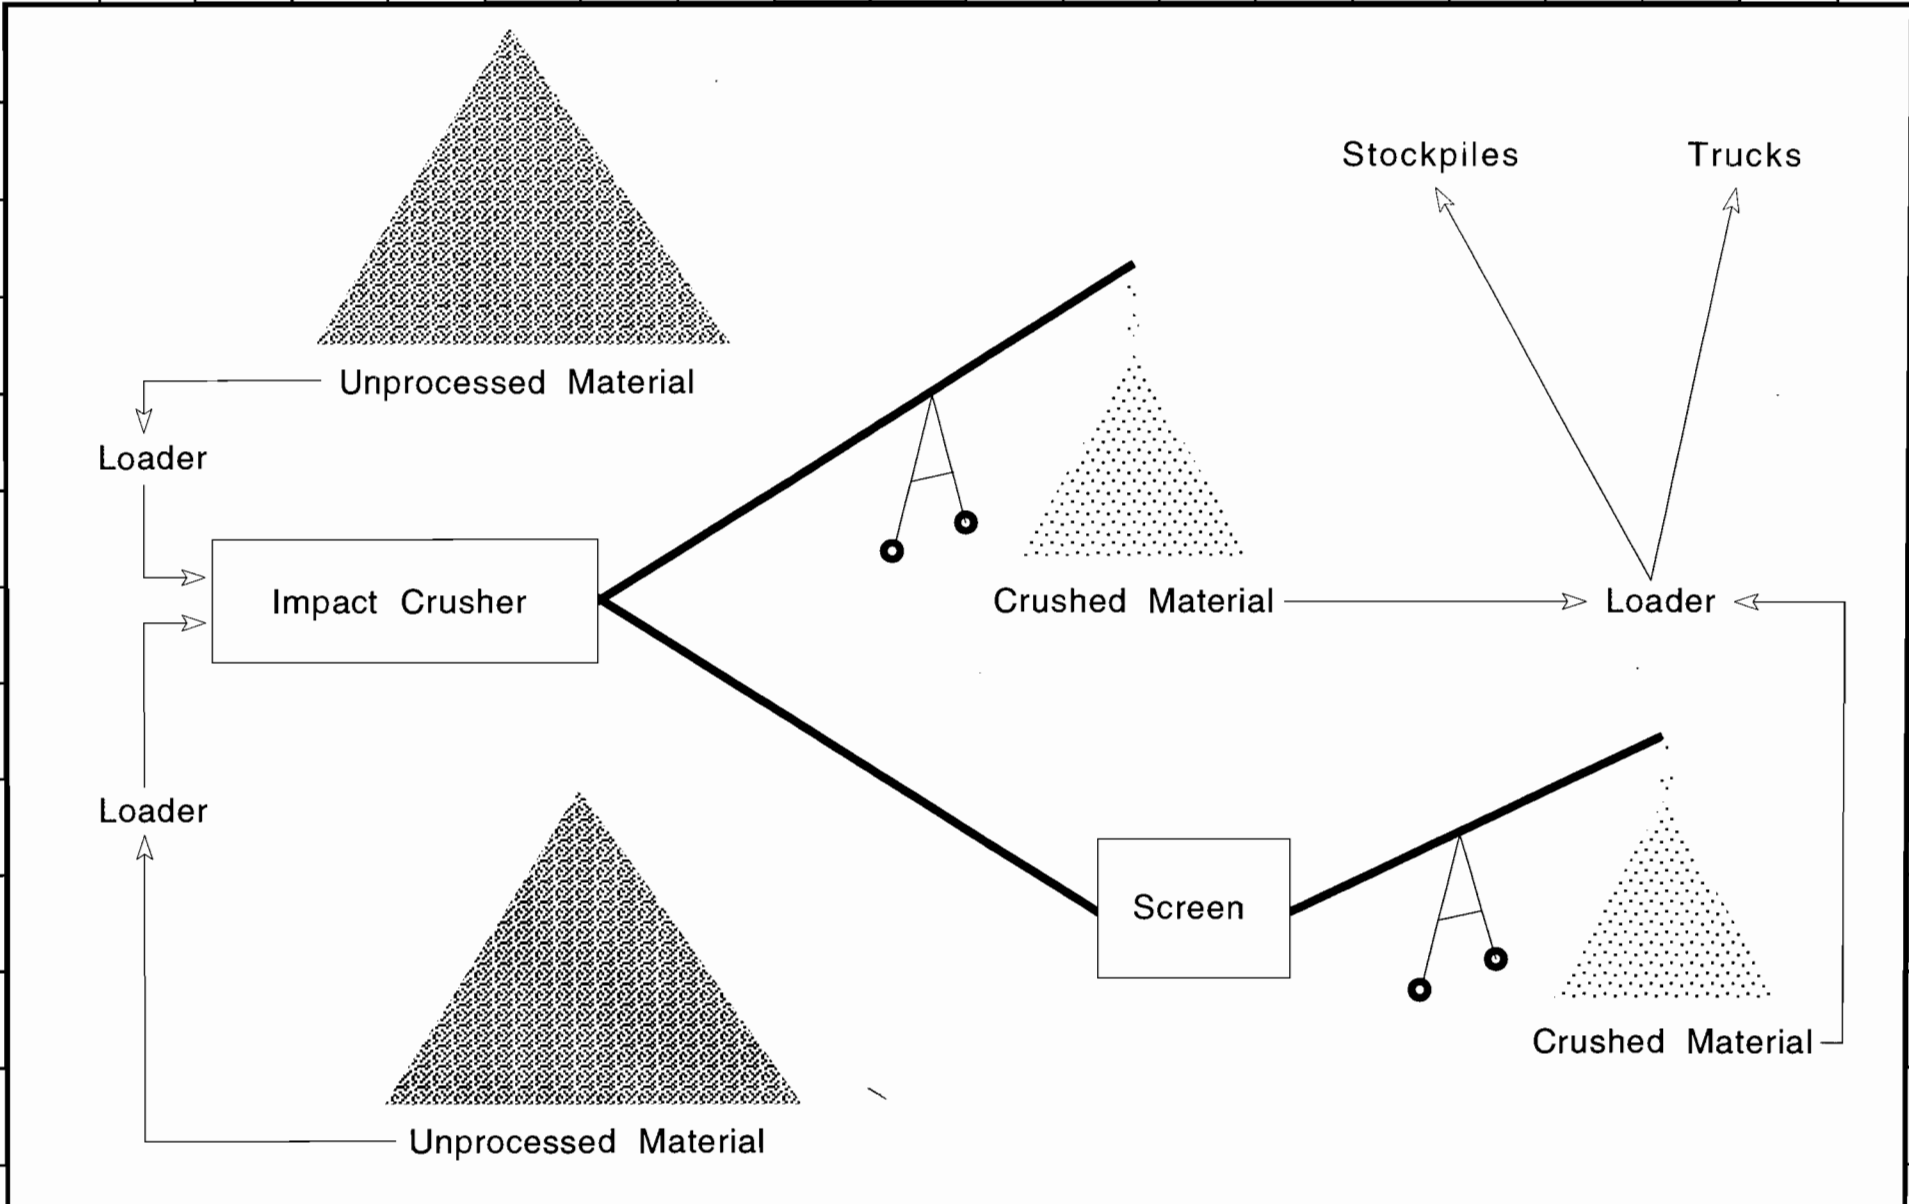 Stockpiles
Trucks
Unprocessed Material
Loader
Impact Crusher
Crushed Material
Loader
Loader
Screen
Crushed Material
Unprocessed Material